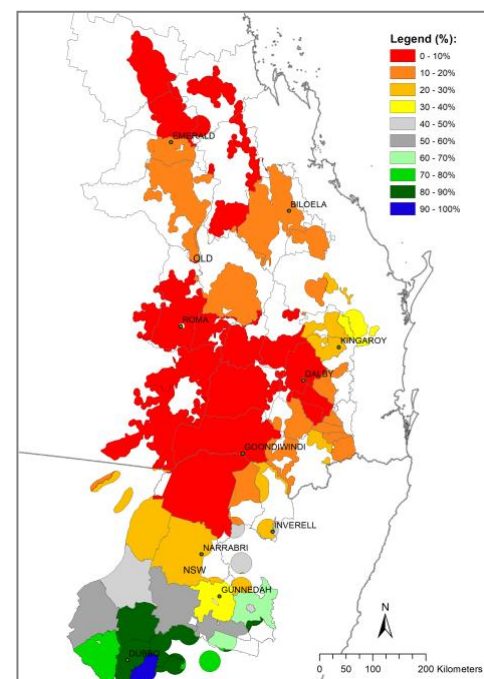 Legend (%):
0 - 10%
10 - 20%
20 - 30%
30 - 40%
40 - 50%
50 - 60%
60 - 70%
70 - 80%
80 - 90%
90 - 100%
EMERALD
BILOELA
QLD
ROMA
KINGAROY
DALBY
GOONDIWINDI
INVERELL
NARRABRI
NSW
GUNNEDAH
DUBBO
N
0 50 100 200 Kilometers